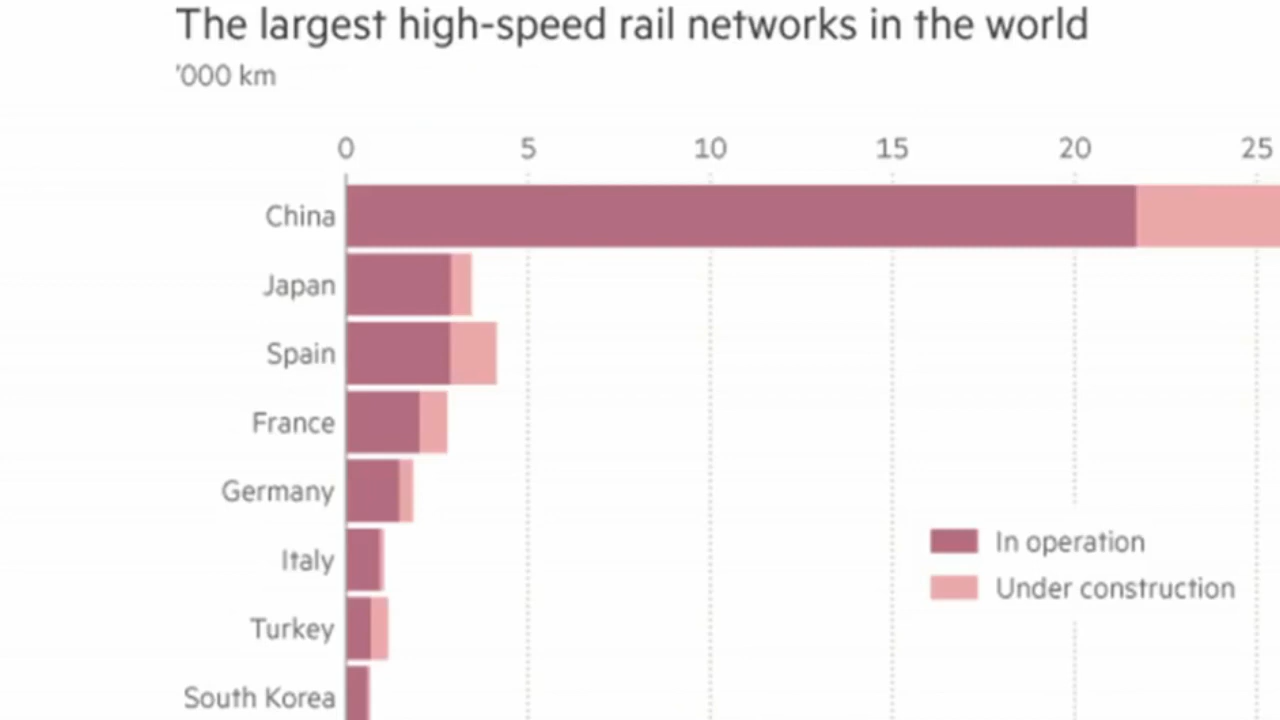 The largest high-speed rail networks in the world
'000 km
0 5 10 15 20 25
China
Japan
Spain
France
Germany
In operation
Italy
Under construction
Turkey
South Korea